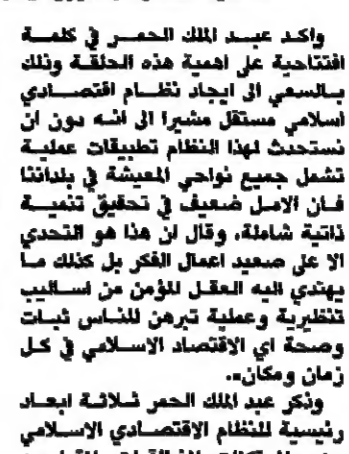 واكد عبد الملك الحمر في كلمة
افتتاحية على اهمية هذه الحلقة وذلك
بالسعي الى ايجاد نظام اقتصادي
اسلامي مستقل مشيرا الى انه دون ان
نستحدث لهذا النظام تطبيقات عملية
تشمل جميع نواحي المعيشة في بلداننا
فان الامل ضعيف في تحقيق تنمية
ذاتية شاملة، وقال ان هذا هو التحدي
الا على صعيد اعمال الفكر بل كذلك ما
يهتدي اليه العقل المؤمن من اساليب
تنظيرية وعملية تبرهن للناس ثبات
وصحة اي الاقتصاد الاسلامي في كل
زمان ومكان».
وذكر عبد الملك الحمر ثلاثة ابعاد
رئيسية للنظام الاقتصادي الاسلامي